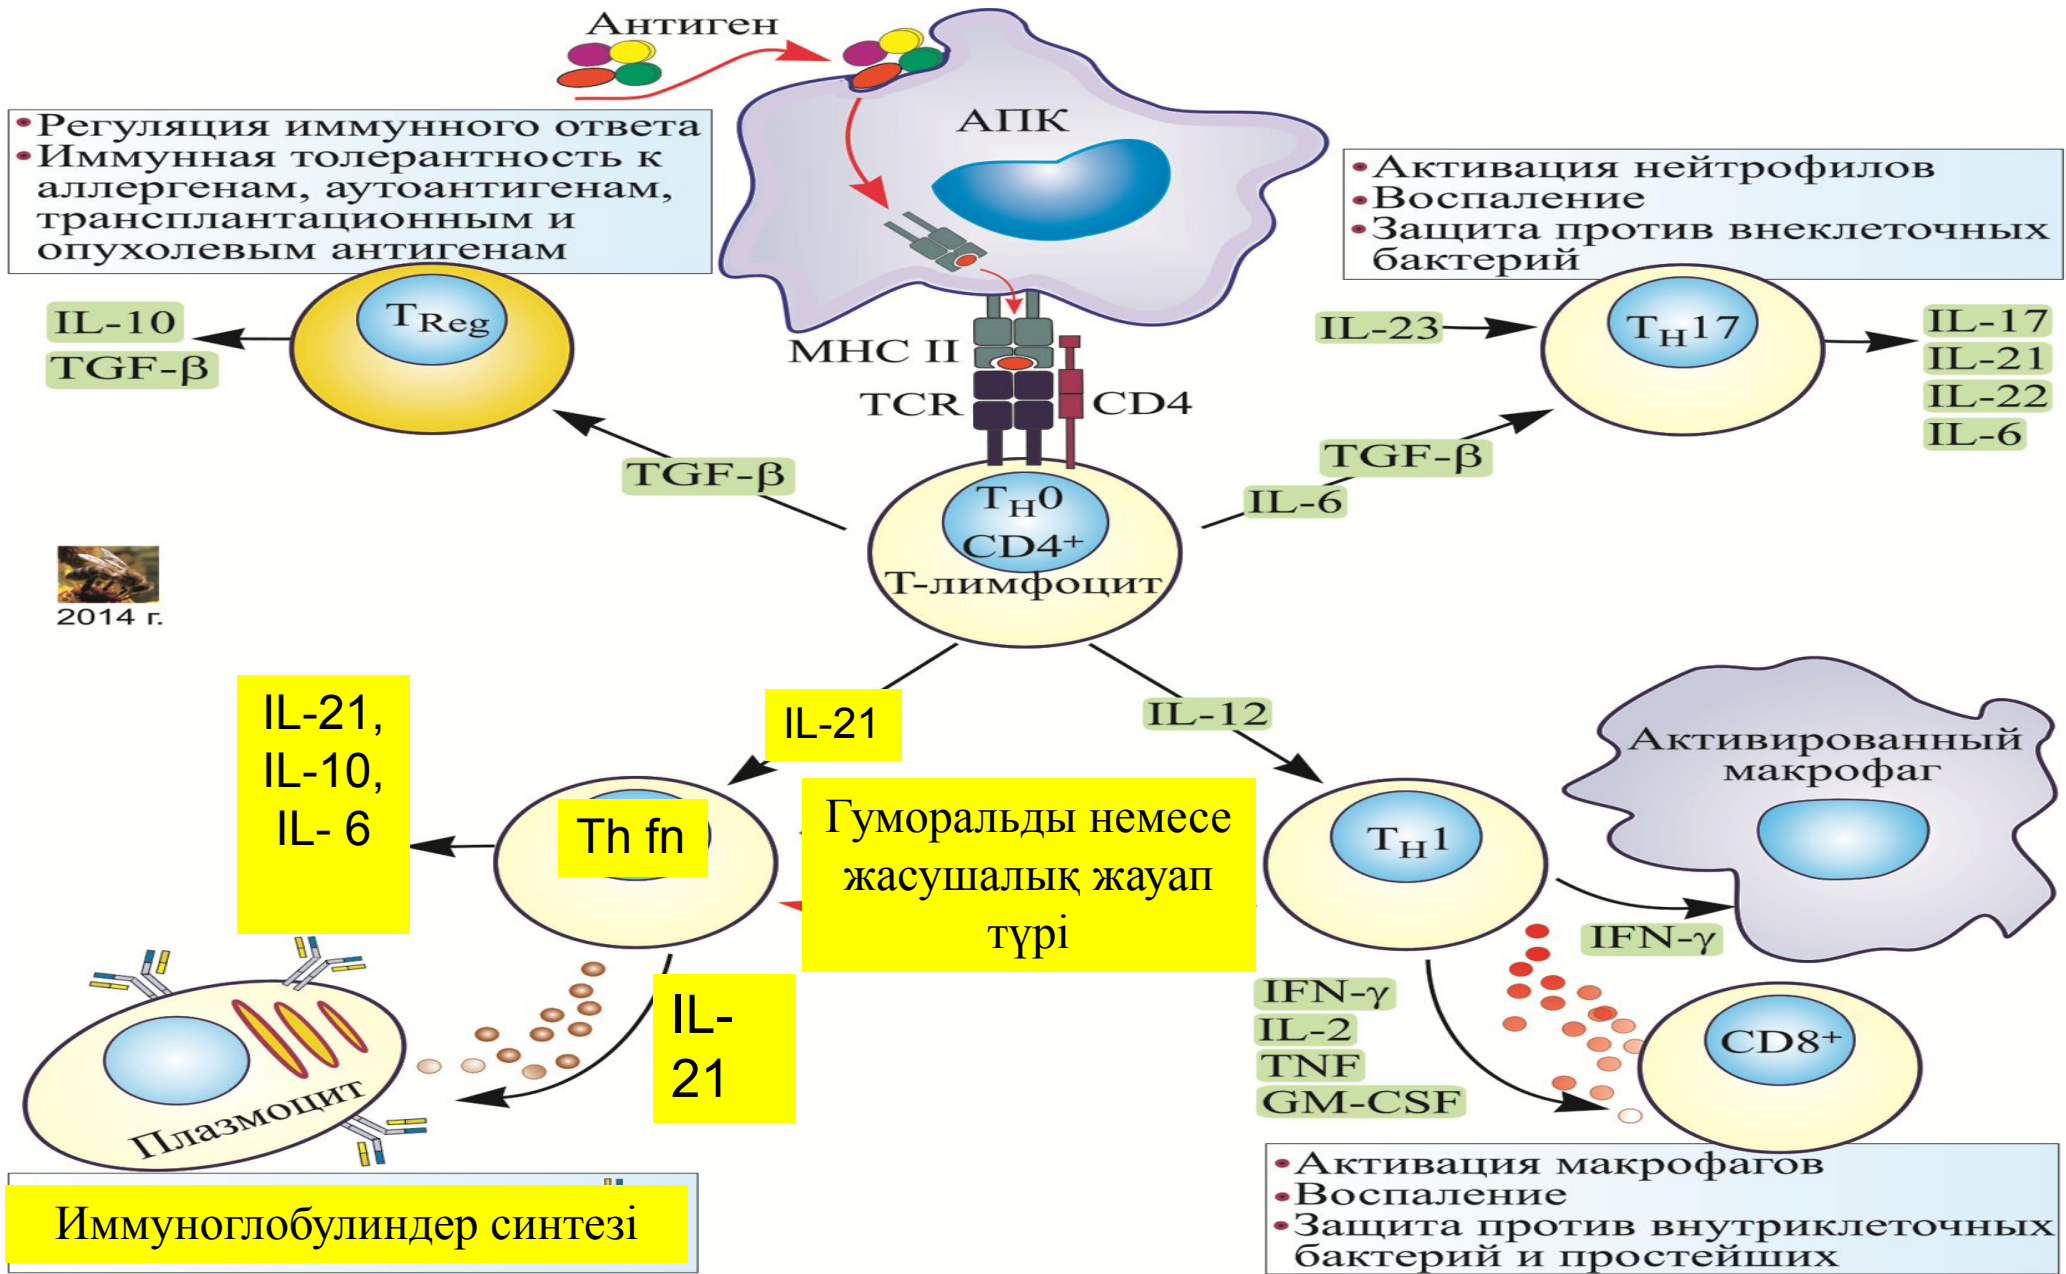 Антиген
АПК
•Регуляция иммунного ответа
•Иммунная толерантность к
аллергенам, аутоантигенам,
трансплантационным и
опухолевым антигенам
•Активация нейтрофилов
•Воспаление
•Защита против внеклеточных
бактерий
IL-10
TGF-β
TReg
MHC II
TCR
CD4
IL-23
TH17
IL-17
IL-21
IL-22
IL-6
TGF-β
TGF-β
IL-6
TH0
CD4+
Т-лимфоцит
2014 г.
IL-21,
IL-10,
IL- 6
IL-21
IL-12
Th fn
Гуморальды немесе
жасушалық жауап
түрі
TH1
Активированный
макрофаг
IFN-γ
IL-
21
IFN-γ
IL-2
TNF
GM-CSF
CD8+
Плазмоцит
Иммуноглобулиндер синтезі
•Активация макрофагов
•Воспаление
•Защита против внутриклеточных
бактерий и простейших